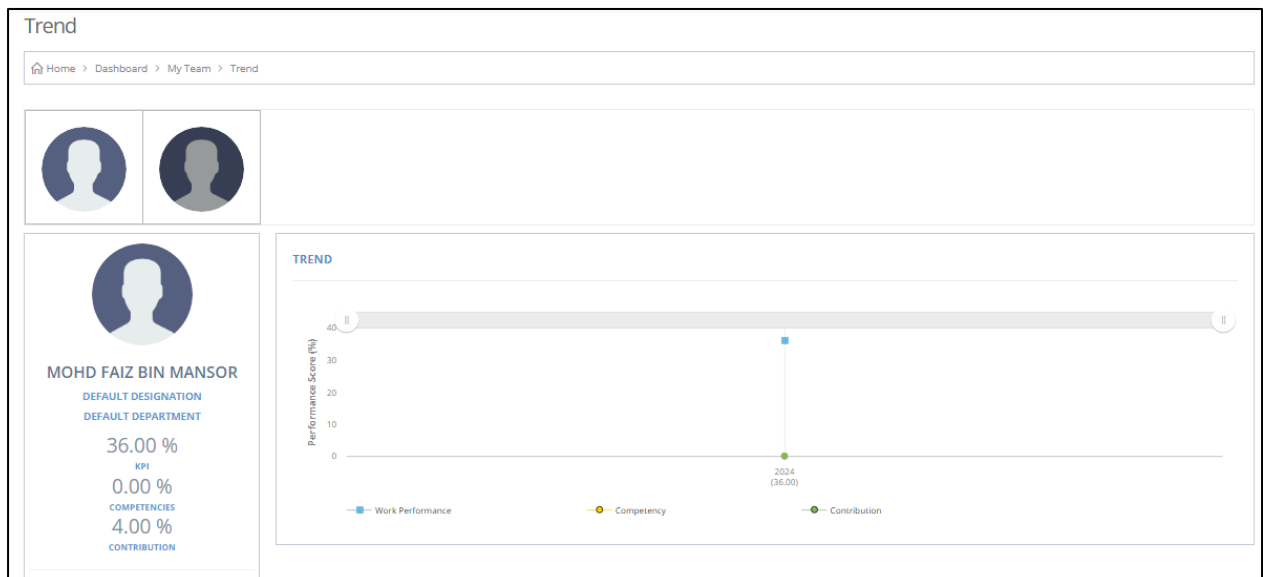 Trend
Home > Dashboard > My Team > Trend
MOHD FAIZ BIN MANSOR
DEFAULT DESIGNATION
DEFAULT DEPARTMENT
36.00 %
KPI
0.00 %
COMPETENCIES
4.00 %
CONTRIBUTION
TREND
Performance Score (%)
40
30
20
10
0
2024
(36.00)
Work Performance
Competency
Contribution